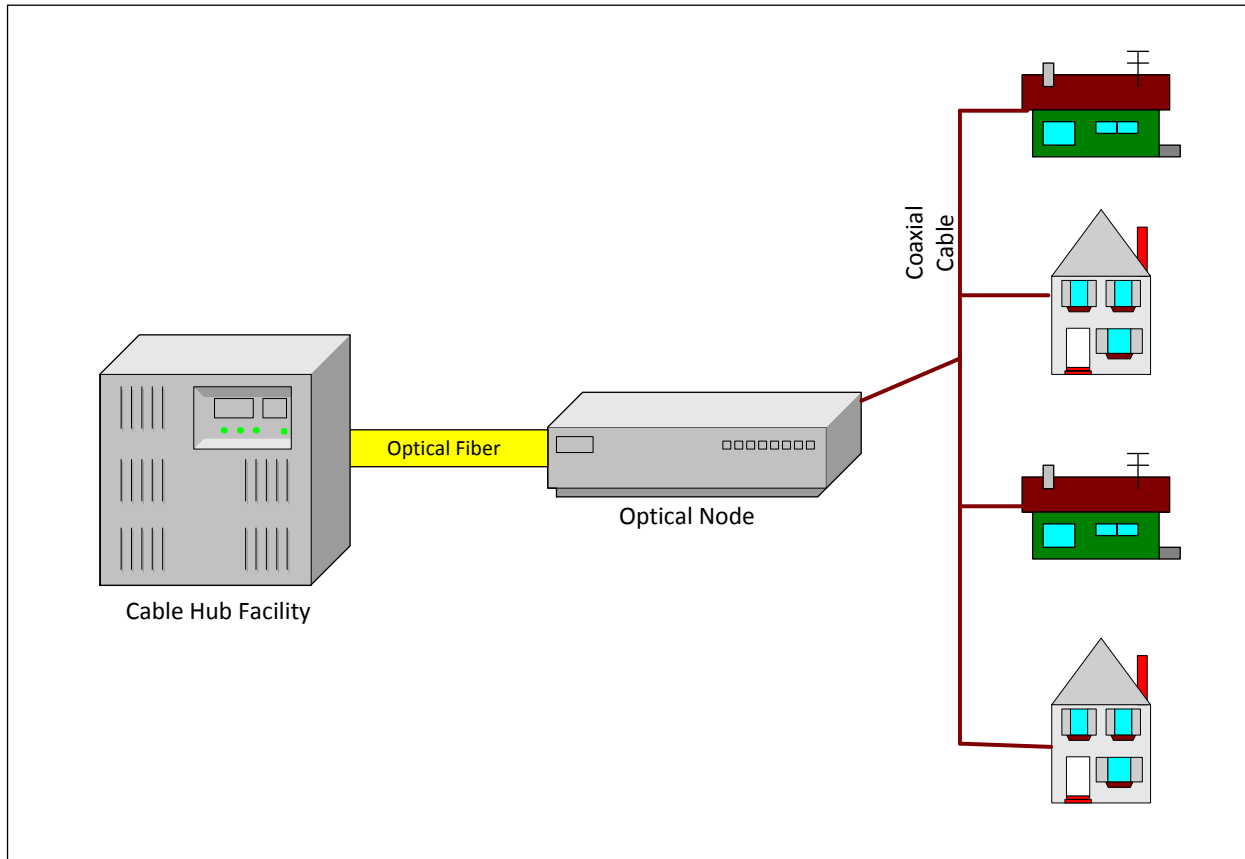 Coaxial
Cable
Optical Fiber
Optical Node
Cable Hub Facility